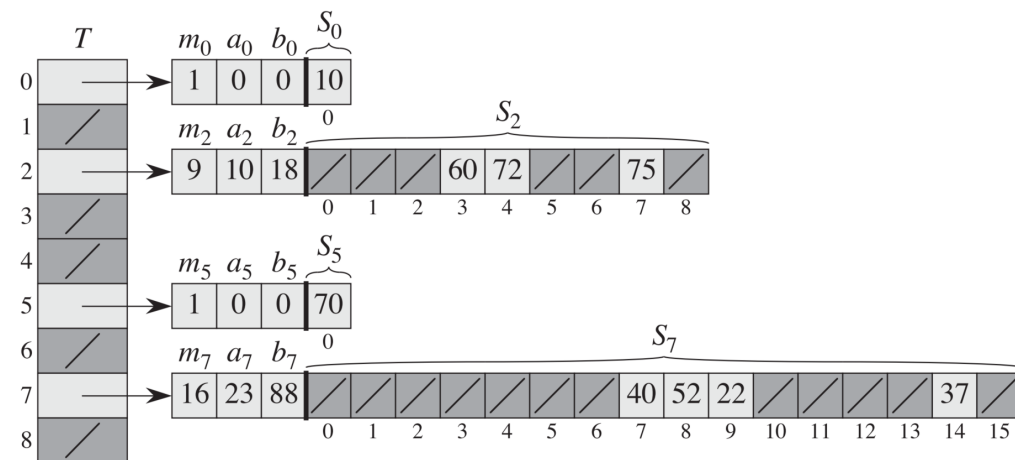 T m₀ a₀ b₀ S₀
0 1 0 0 10
0
1 m₂ a₂ b₂ S₂
2 9 10 18 60 72 75
0 1 2 3 4 5 6 7 8
3
4 m₅ a₅ b₅ S₅
5 1 0 0 70
0
6 m₇ a₇ b₇ S₇
7 16 23 88 40 52 22 37
0 1 2 3 4 5 6 7 8 9 10 11 12 13 14 15
8